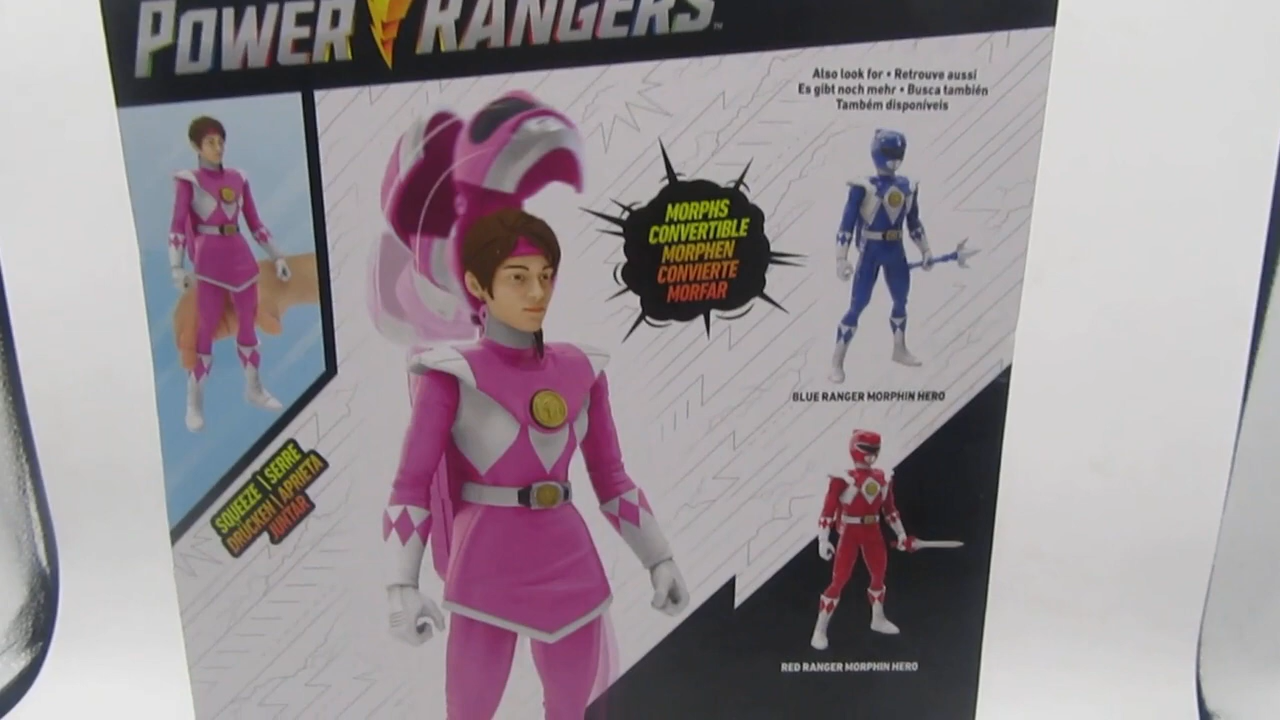 POWER RANGERS™
Also look for • Retrouve aussi
Es gibt noch mehr • Busca también
Também disponíveis
MORPHS
CONVERTIBLE
MORPHEN
CONVIERTE
MORFAR
BLUE RANGER MORPHIN HERO
SQUEEZE | SERRE
DRÜCKEN | APRIETA
JUNTAR
RED RANGER MORPHIN HERO